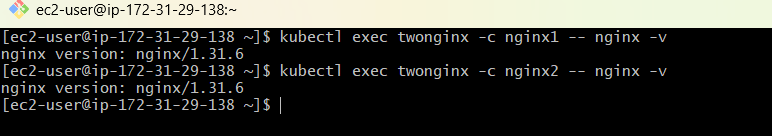 ec2-user@ip-172-31-29-138:~
[ec2-user@ip-172-31-29-138 ~]$ kubectl exec twonginx -c nginx1 -- nginx -v
nginx version: nginx/1.31.6
[ec2-user@ip-172-31-29-138 ~]$ kubectl exec twonginx -c nginx2 -- nginx -v
nginx version: nginx/1.31.6
[ec2-user@ip-172-31-29-138 ~]$